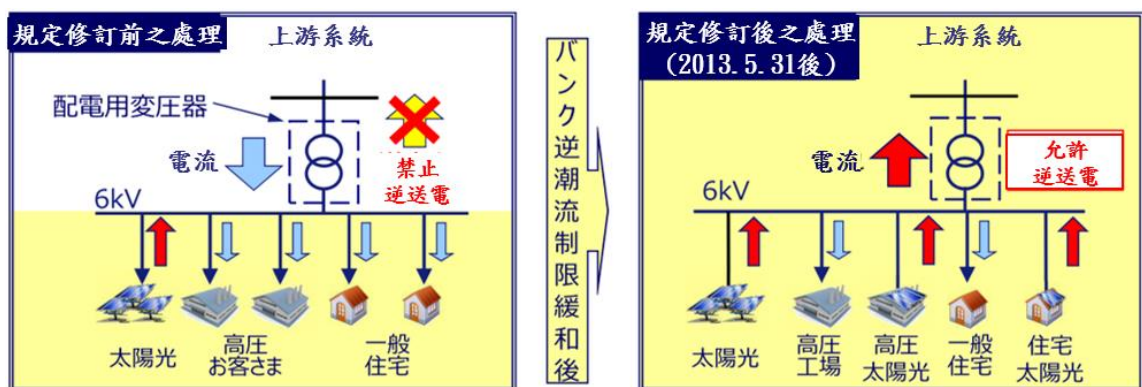 規定修訂前之處理
上游系統
配電用変圧器
電流
禁止
逆送電
6kV
太陽光
高圧
お客さま
一般
住宅
バンク逆潮流制限緩和後
規定修訂後之處理
(2013.5.31後)
上游系統
電流
允許
逆送電
6kV
太陽光
高圧
工場
高圧
太陽光
一般
住宅
住宅
太陽光